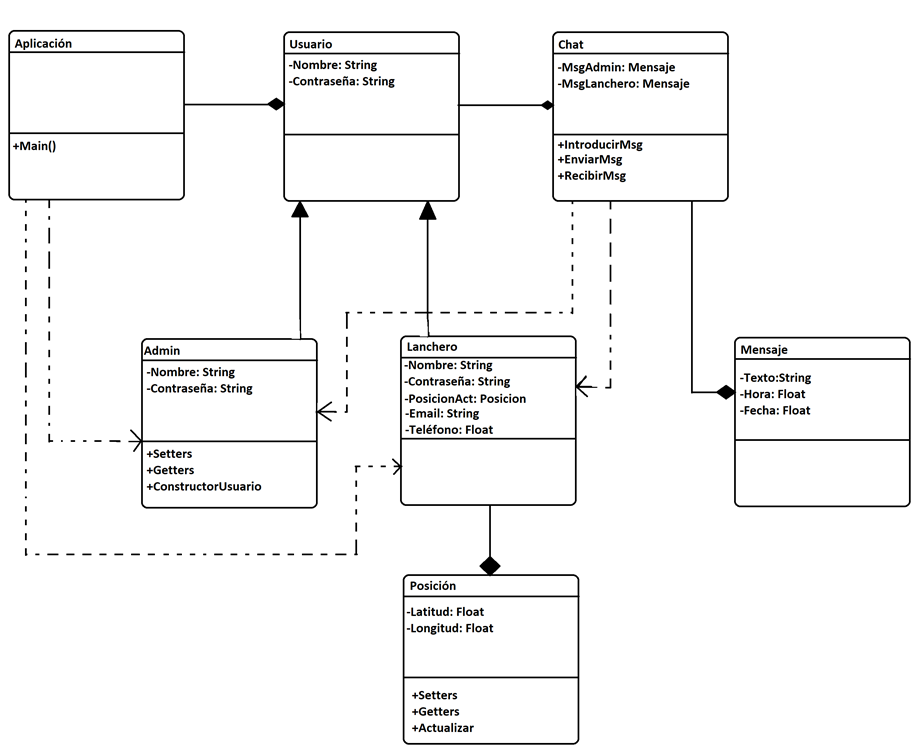 Aplicación
+Main()
Usuario
-Nombre: String
-Contraseña: String
Chat
-MsgAdmin: Mensaje
-MsgLanchero: Mensaje
+IntroducirMsg
+EnviarMsg
+RecibirMsg
Admin
-Nombre: String
-Contraseña: String
+Setters
+Getters
+ConstructorUsuario
Lanchero
-Nombre: String
-Contraseña: String
-PosicionAct: Posicion
-Email: String
-Teléfono: Float
Mensaje
-Texto:String
-Hora: Float
-Fecha: Float
Posición
-Latitud: Float
-Longitud: Float
+Setters
+Getters
+Actualizar